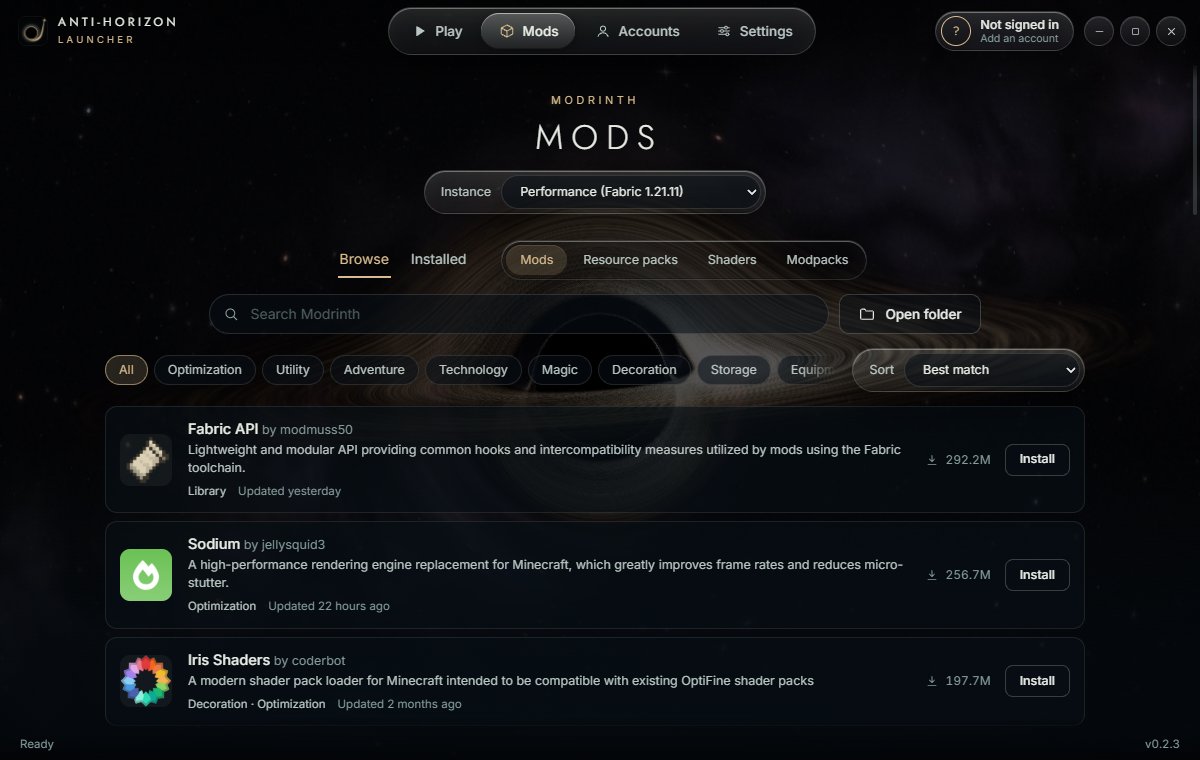 ANTI-HORIZON
LAUNCHER
Play
Mods
Accounts
Settings
?
Not signed in
Add an account
MODRINTH
MODS
Instance
Performance (Fabric 1.21.11)
Browse
Installed
Mods
Resource packs
Shaders
Modpacks
Search Modrinth
Open folder
All
Optimization
Utility
Adventure
Technology
Magic
Decoration
Storage
Equip
Sort
Best match
Fabric API by modmuss50
Lightweight and modular API providing common hooks and intercompatibility measures utilized by mods using the Fabric
toolchain.
Library Updated yesterday
292.2M
Install
Sodium by jellysquid3
A high-performance rendering engine replacement for Minecraft, which greatly improves frame rates and reduces micro-
stutter.
Optimization Updated 22 hours ago
256.7M
Install
Iris Shaders by coderbot
A modern shader pack loader for Minecraft intended to be compatible with existing OptiFine shader packs
Decoration · Optimization Updated 2 months ago
197.7M
Install
Ready
v0.2.3